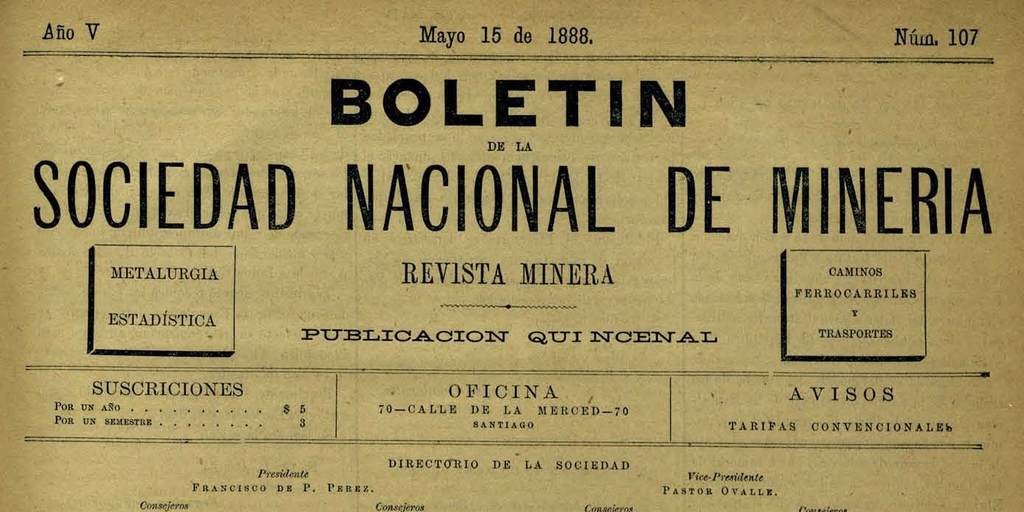 Año V Mayo 15 de 1888. Núm. 107
BOLETIN
DE LA
SOCIEDAD NACIONAL DE MINERIA
METALURGIA
ESTADÍSTICA
REVISTA MINERA
PUBLICACION QUINCENAL
CAMINOS
FERROCARRILES
Y
TRASPORTES
SUSCRICIONES
POR UN AÑO . . . . . . . . . . $ 5
POR UN SEMESTRE . . . . . . . . 3
OFICINA
70—CALLE DE LA MERCED—70
SANTIAGO
AVISOS
TARIFAS CONVENCIONALES
DIRECTORIO DE LA SOCIEDAD
Presidente
FRANCISCO DE P. PEREZ.
Vice-Presidente
PASTOR OVALLE.
Consejeros Consejeros Consejeros Consejeros